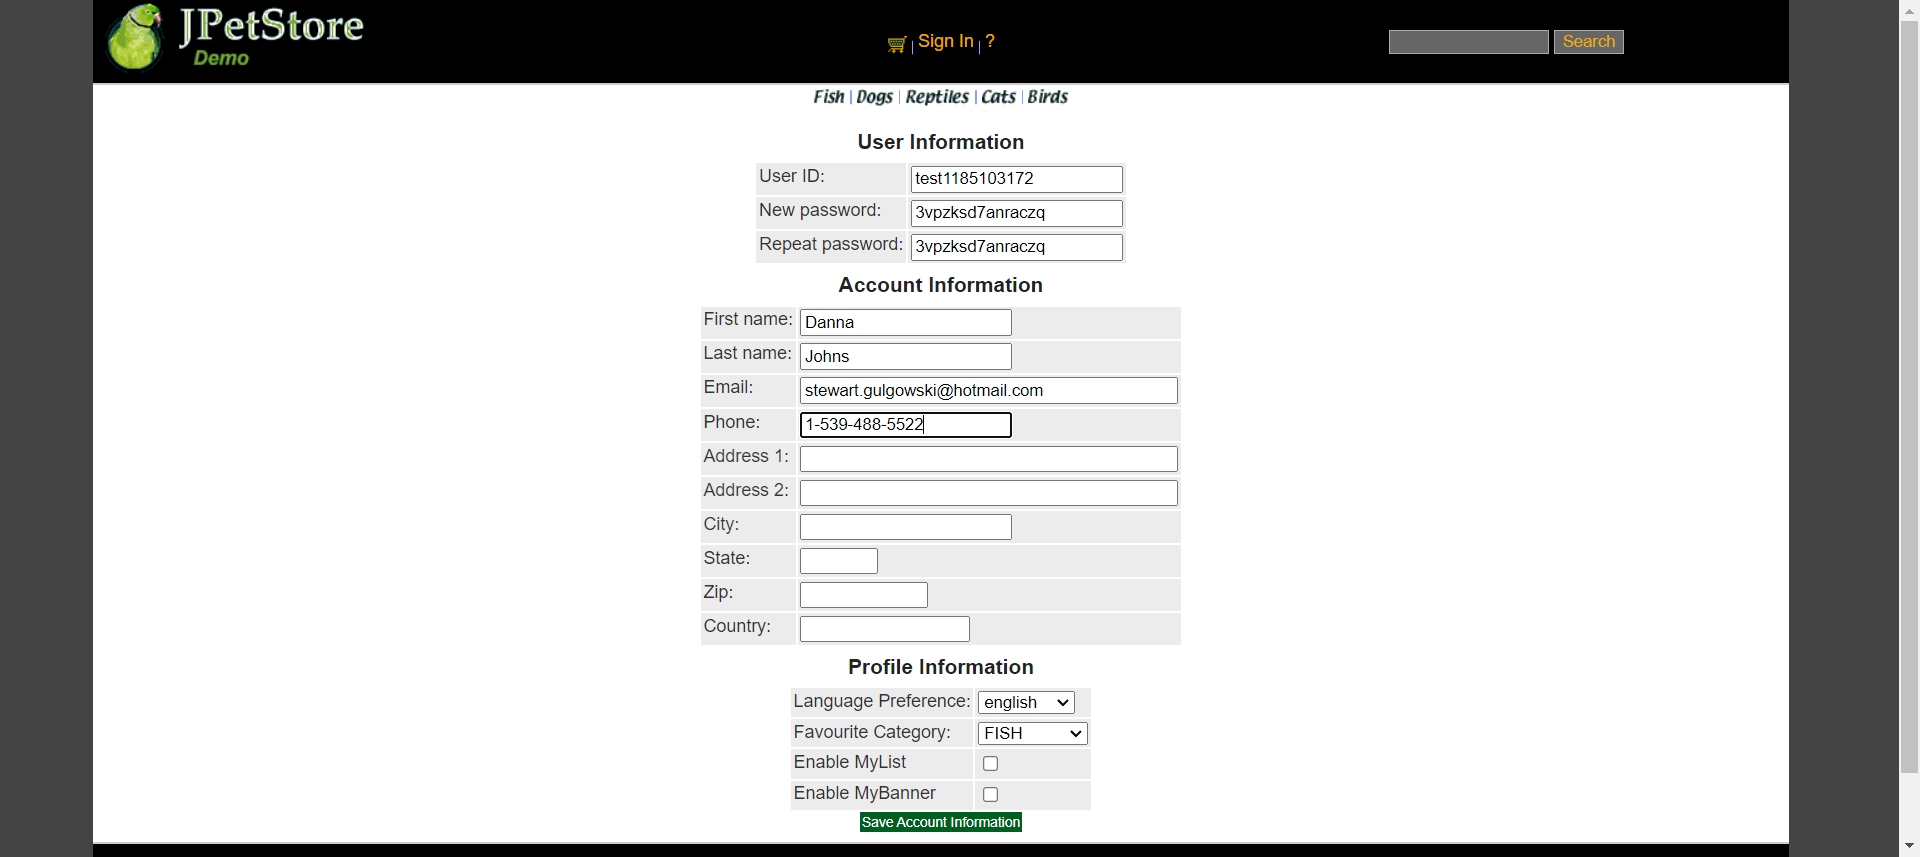 JPetStore
Demo
Sign In | ?
Search
Fish | Dogs | Reptiles | Cats | Birds
User Information
User ID: test1185103172
New password: 3vpzksd7anraczq
Repeat password: 3vpzksd7anraczq
Account Information
First name: Danna
Last name: Johns
Email: stewart.gulgowski@hotmail.com
Phone: 1-539-488-5522
Address 1:
Address 2:
City:
State:
Zip:
Country:
Profile Information
Language Preference: english
Favourite Category: FISH
Enable MyList
Enable MyBanner
Save Account Information